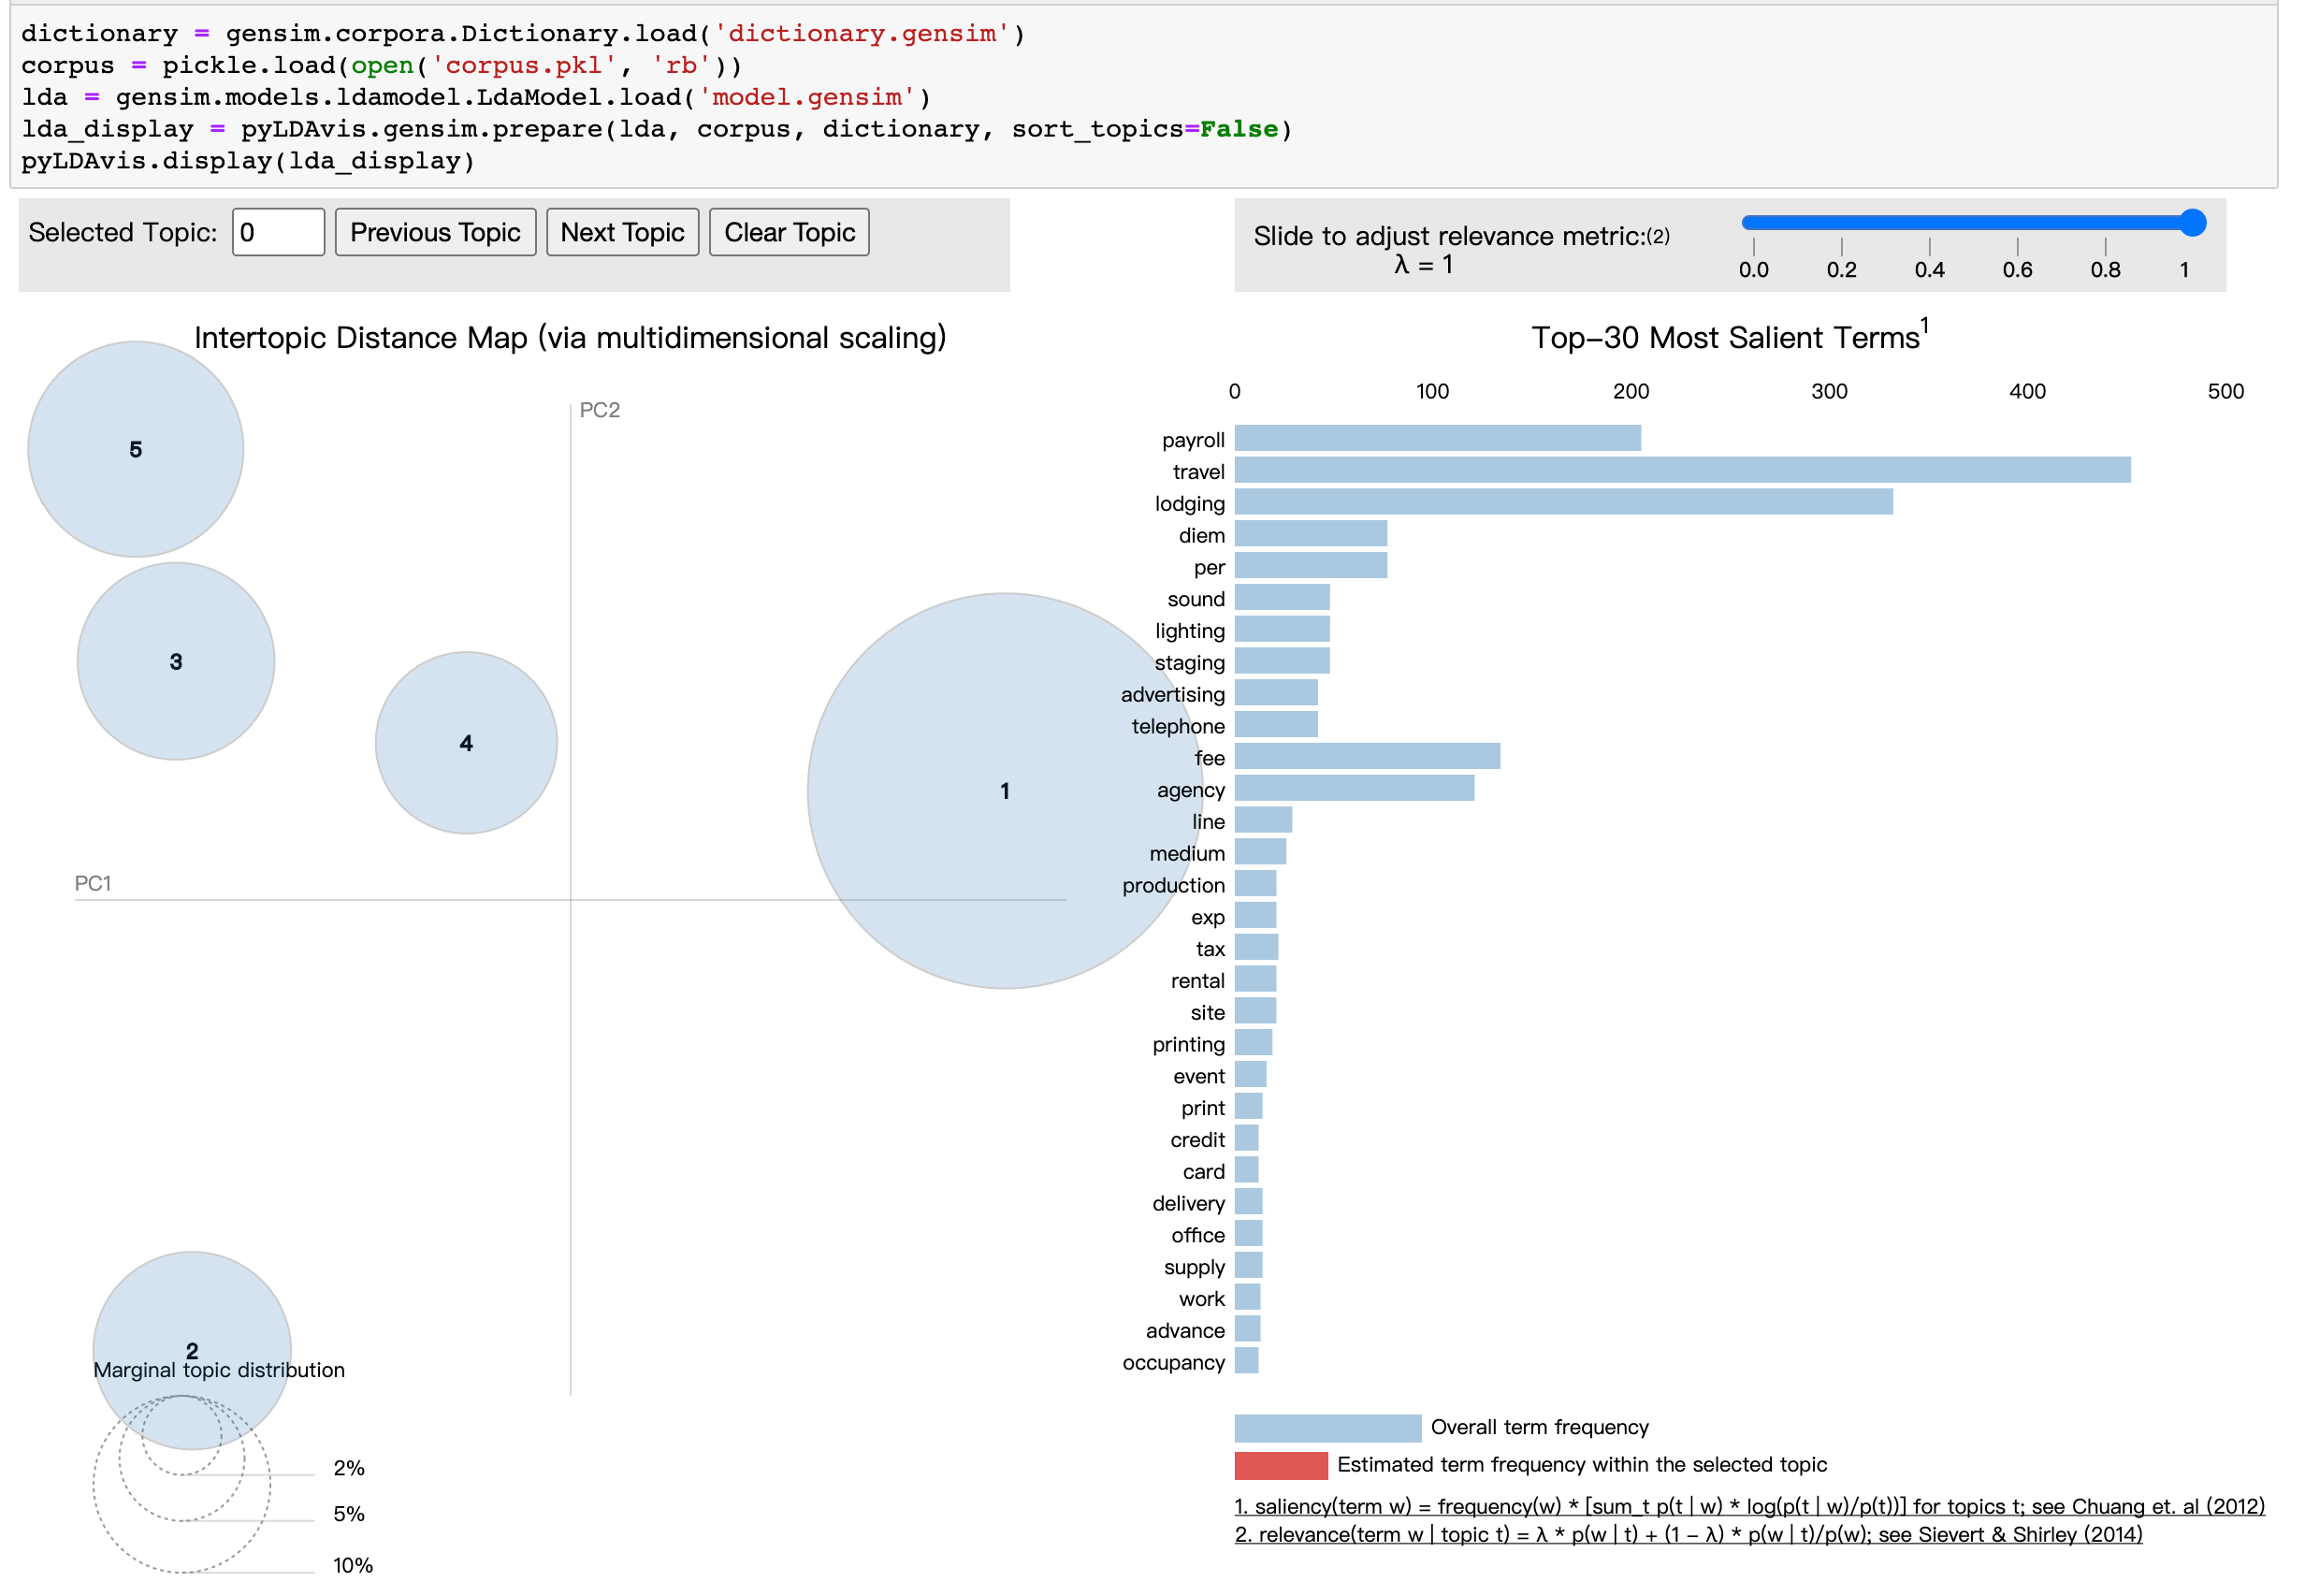 dictionary = gensim.corpora.Dictionary.load('dictionary.gensim')
corpus = pickle.load(open('corpus.pkl', 'rb'))
lda = gensim.models.ldamodel.LdaModel.load('model.gensim')
lda_display = pyLDAvis.gensim.prepare(lda, corpus, dictionary, sort_topics=False)
pyLDAvis.display(lda_display)
Selected Topic: 0 Previous Topic Next Topic Clear Topic
Slide to adjust relevance metric:(2)
λ = 1
0.0 0.2 0.4 0.6 0.8 1
Intertopic Distance Map (via multidimensional scaling)
PC2
5
3
4
1
PC1
2
Marginal topic distribution
2%
5%
10%
Top-30 Most Salient Terms1
0 100 200 300 400 500
payroll
travel
lodging
diem
per
sound
lighting
staging
advertising
telephone
fee
agency
line
medium
production
exp
tax
rental
site
printing
event
print
credit
card
delivery
office
supply
work
advance
occupancy
Overall term frequency
Estimated term frequency within the selected topic
1. saliency(term w) = frequency(w) * [sum_t p(t | w) * log(p(t | w)/p(t))] for topics t; see Chuang et. al (2012)
2. relevance(term w | topic t) = λ * p(w | t) + (1 - λ) * p(w | t)/p(w); see Sievert & Shirley (2014)